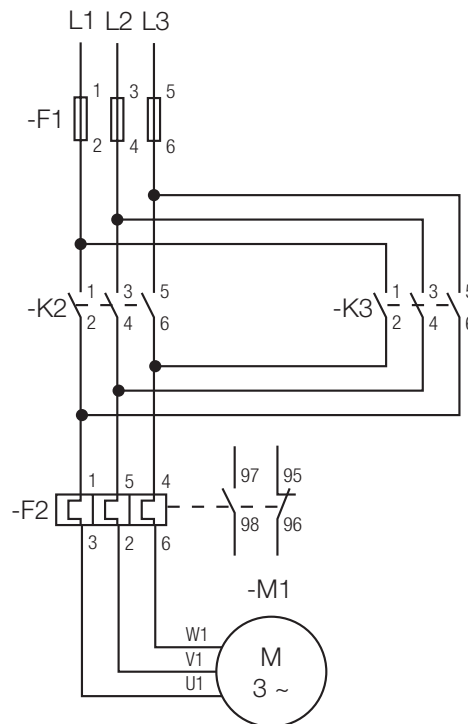 L1 L2 L3
1 3 5
-F1
2 4 6
1 3 5 1 3 5
-K2 -K3
2 4 6 2 4 6
1 5 4 97 95
-F2
3 2 6 98 96
-M1
W1
V1
U1
M
3 ~